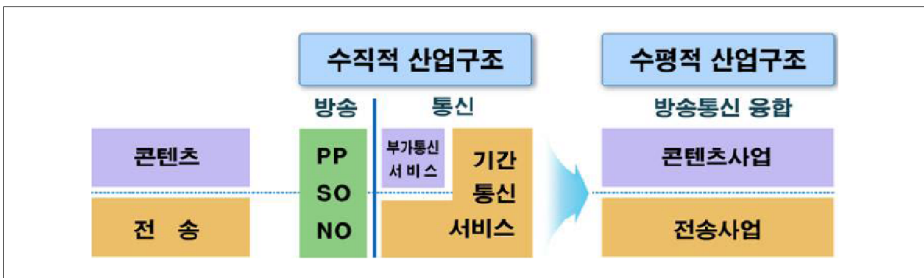 수직적 산업구조
수평적 산업구조
방송
통신
방송통신 융합
콘텐츠
PP
부가통신
서 비 스
기간
콘텐츠사업
SO
통신
전 송
NO
서비스
전송사업